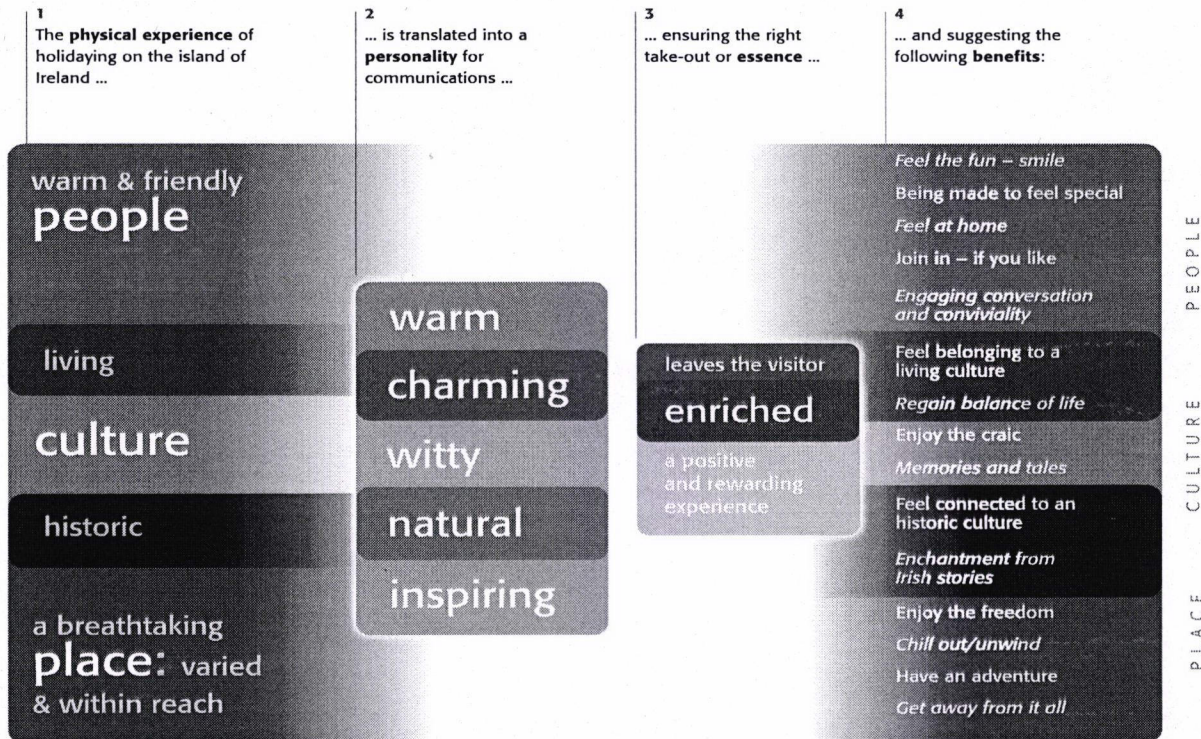 1
The physical experience of
holidaying on the island of
Ireland ...
2
... is translated into a
personality for
communications ...
3
... ensuring the right
take-out or essence ...
4
... and suggesting the
following benefits:
warm & friendly
people
living
culture
historic
a breathtaking
place: varied
& within reach
warm
charming
witty
natural
inspiring
leaves the visitor
enriched
a positive
and rewarding
experience
Feel the fun – smile
Being made to feel special
Feel at home
Join in – if you like
Engaging conversation
and conviviality
Feel belonging to a
living culture
Regain balance of life
Enjoy the craic
Memories and tales
Feel connected to an
historic culture
Enchantment from
Irish stories
Enjoy the freedom
Chill out/unwind
Have an adventure
Get away from it all
PEOPLE
CULTURE
PLACE